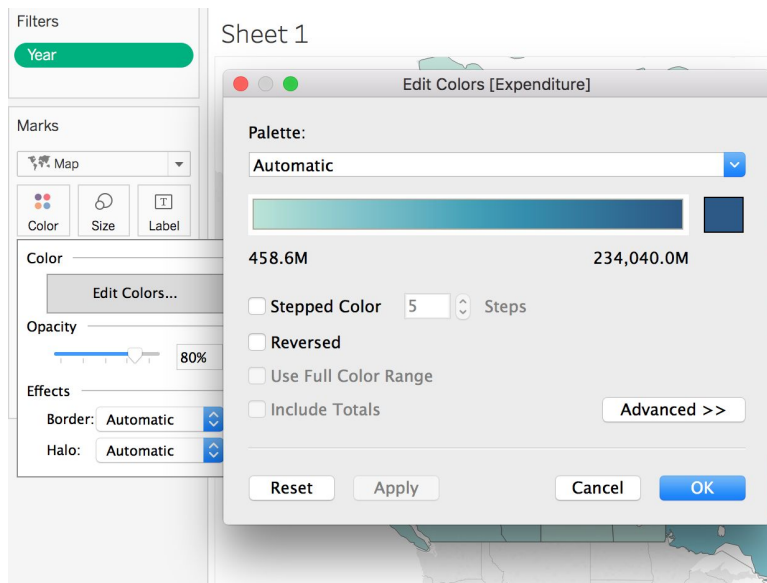 Filters
Year
Marks
Map
Color Size Label
T
Color
Edit Colors...
Opacity
80%
Effects
Border: Automatic
Halo: Automatic
Sheet 1
Edit Colors [Expenditure]
Palette:
Automatic
458.6M 234,040.0M
Stepped Color 5 Steps
Reversed
Use Full Color Range
Include Totals
Advanced >>
Reset Apply Cancel OK